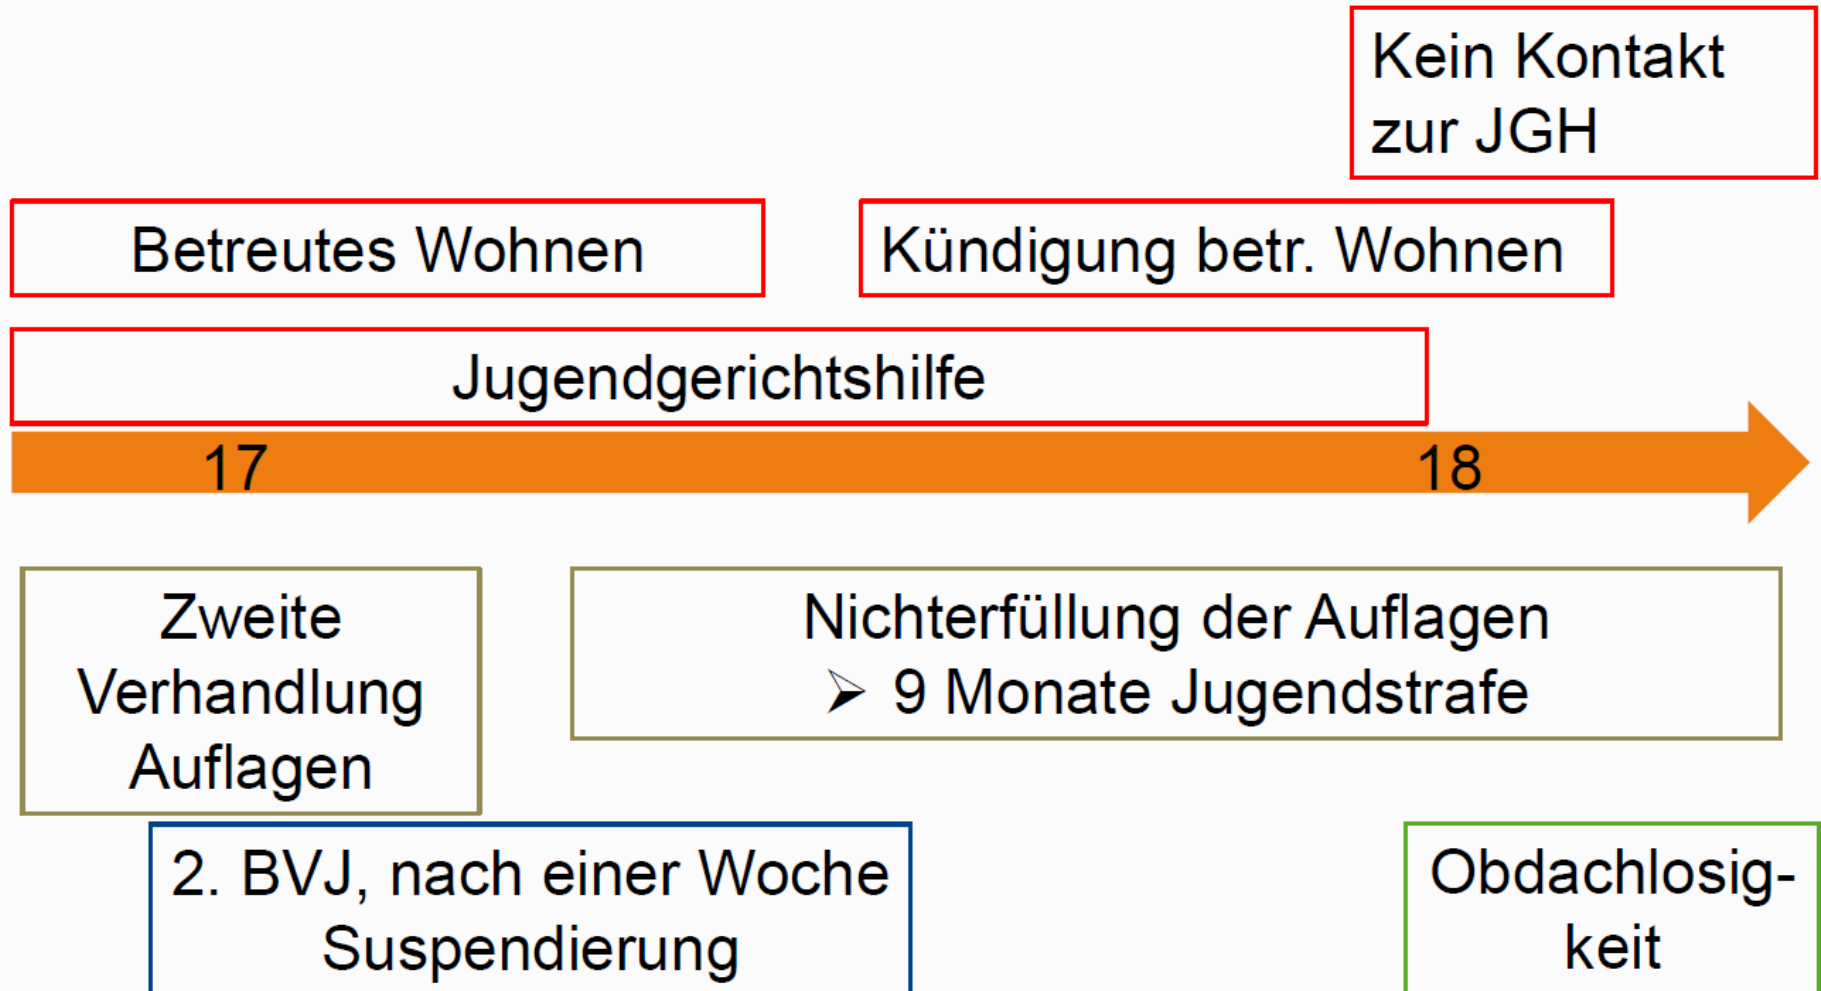 Kein Kontakt
zur JGH
Betreutes Wohnen
Kündigung betr. Wohnen
Jugendgerichtshilfe
17
18
Zweite
Verhandlung
Auflagen
Nichterfüllung der Auflagen
➢ 9 Monate Jugendstrafe
2. BVJ, nach einer Woche
Suspendierung
Obdachlosig-
keit